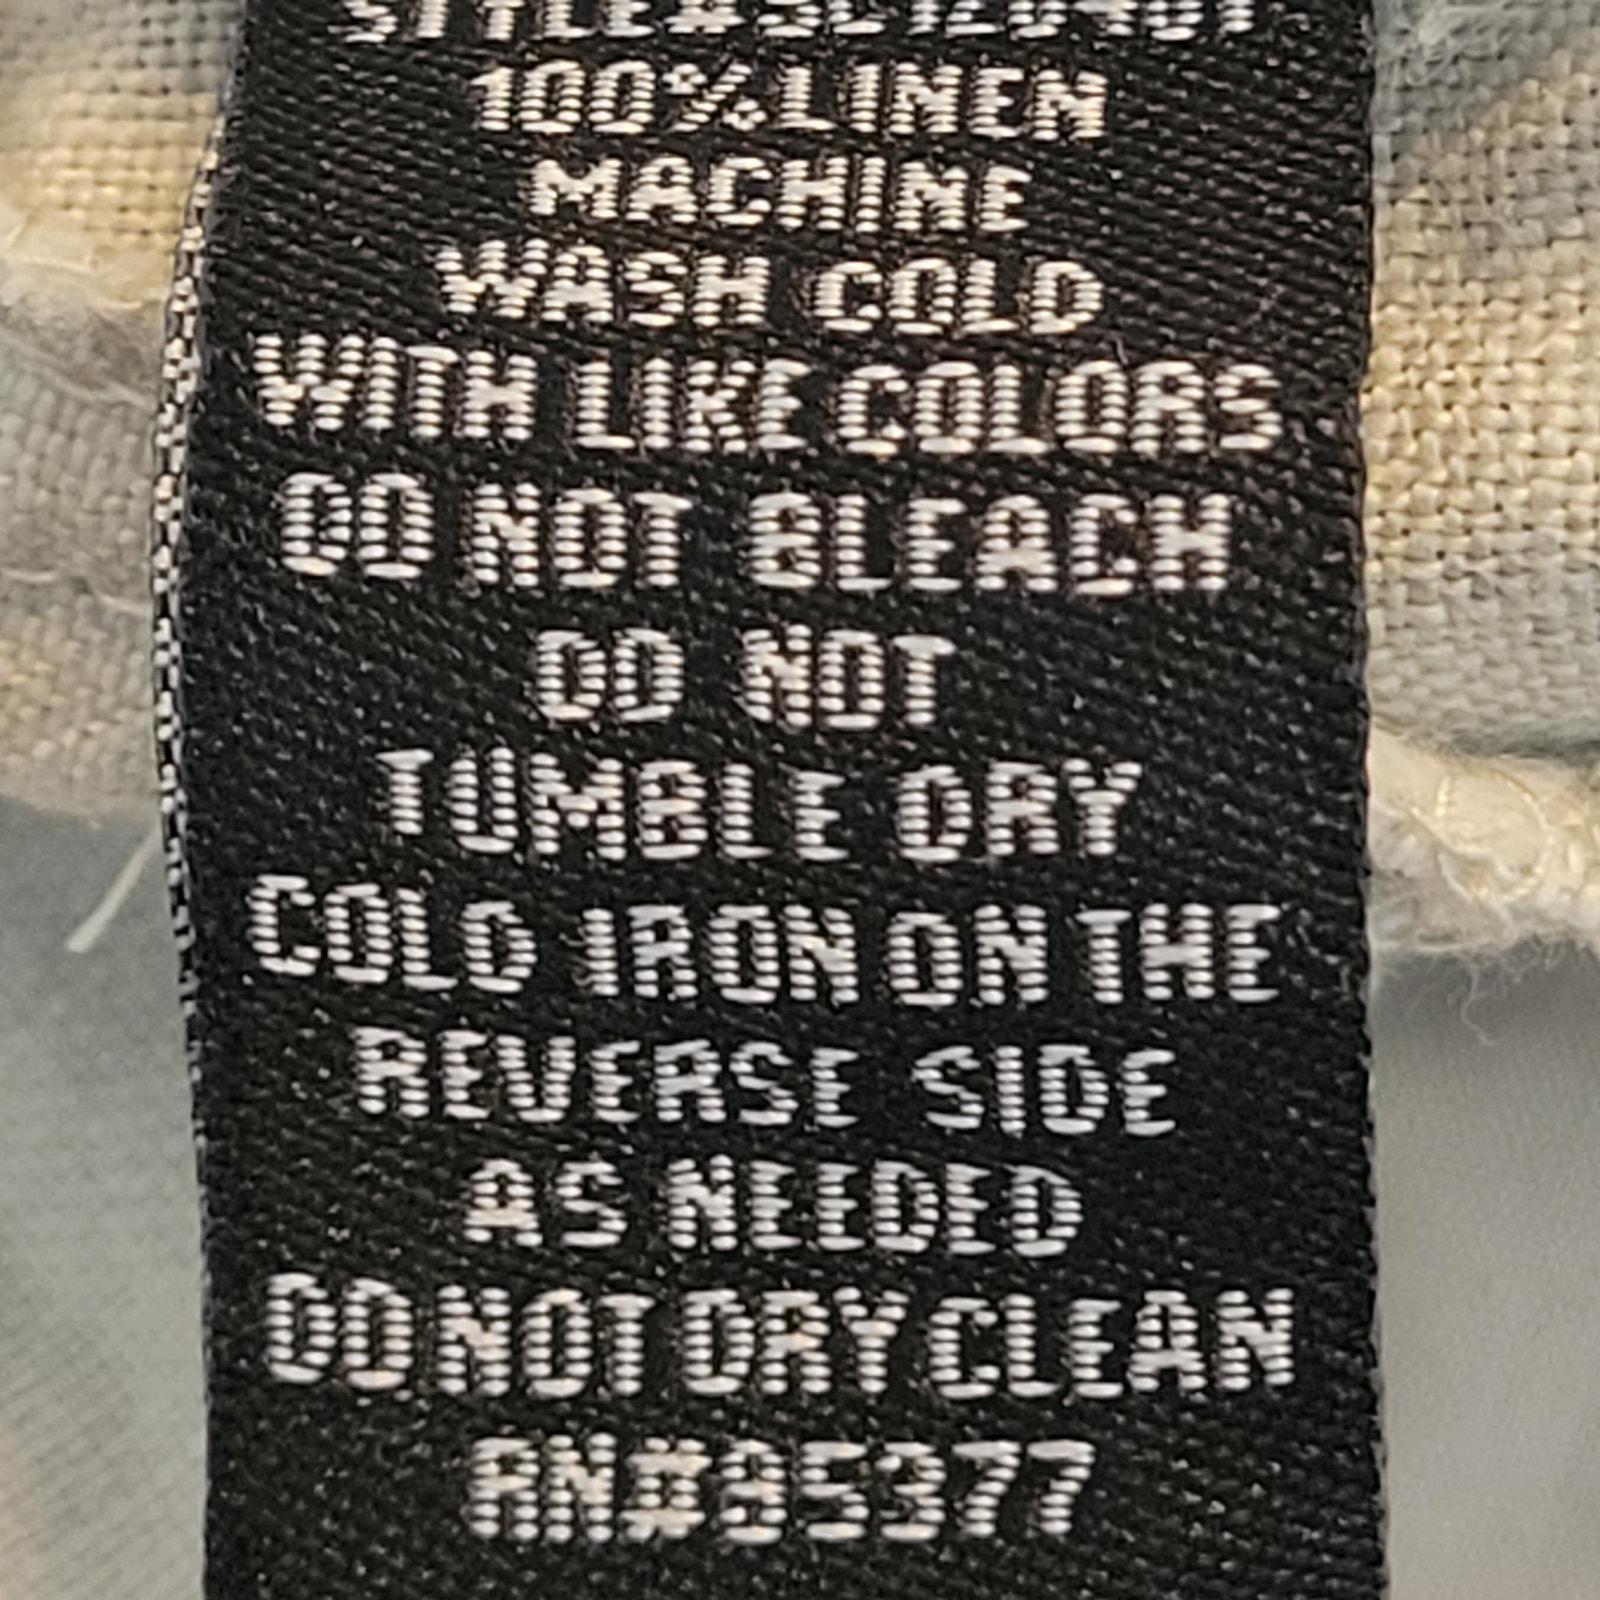 100% LINEN
MACHINE
WASH COLD
WITH LIKE COLORS
DO NOT BLEACH
DO NOT
TUMBLE DRY
COLD IRON ON THE
REVERSE SIDE
AS NEEDED
DO NOT DRY CLEAN
RN#85377